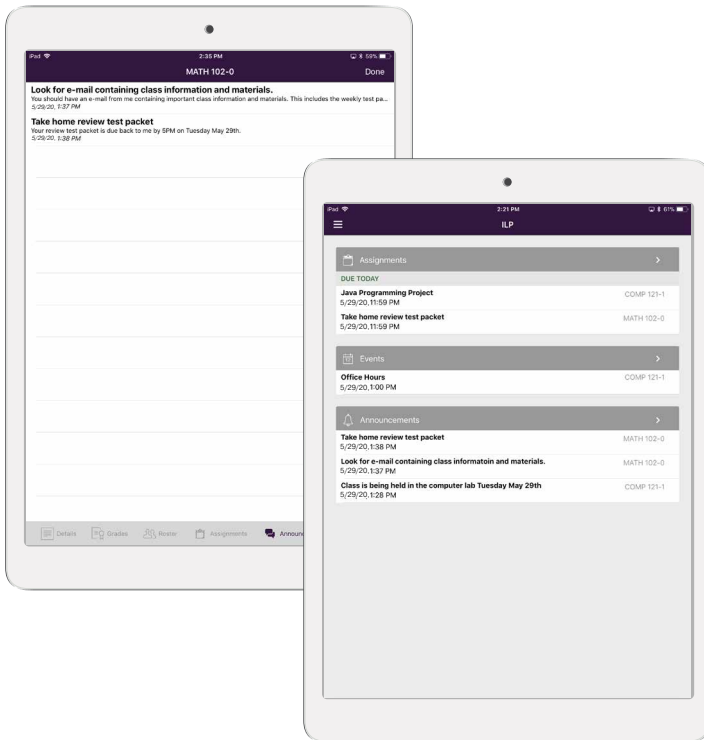 iPad
2:35 PM
59%
MATH 102-0
Done
Look for e-mail containing class information and materials.
You should have an e-mail from me containing important class information and materials. This includes the weekly test pa...
5/29/20, 1:37 PM
Take home review test packet
Your review test packet is due back to me by 5PM on Tuesday May 29th.
5/29/20, 1:38 PM
Details
Grades
Roster
Assignments
Announc
iPad
2:21 PM
61%
ILP
Assignments
DUE TODAY
Java Programming Project
COMP 121-1
5/29/20,11:59 PM
Take home review test packet
MATH 102-0
5/29/20,11:59 PM
Events
Office Hours
COMP 121-1
5/29/20,1:00 PM
Announcements
Take home review test packet
MATH 102-0
5/29/20,1:38 PM
Look for e-mail containing class informatoin and materials.
MATH 102-0
5/29/20,1:37 PM
Class is being held in the computer lab Tuesday May 29th
COMP 121-1
5/29/20,1:28 PM